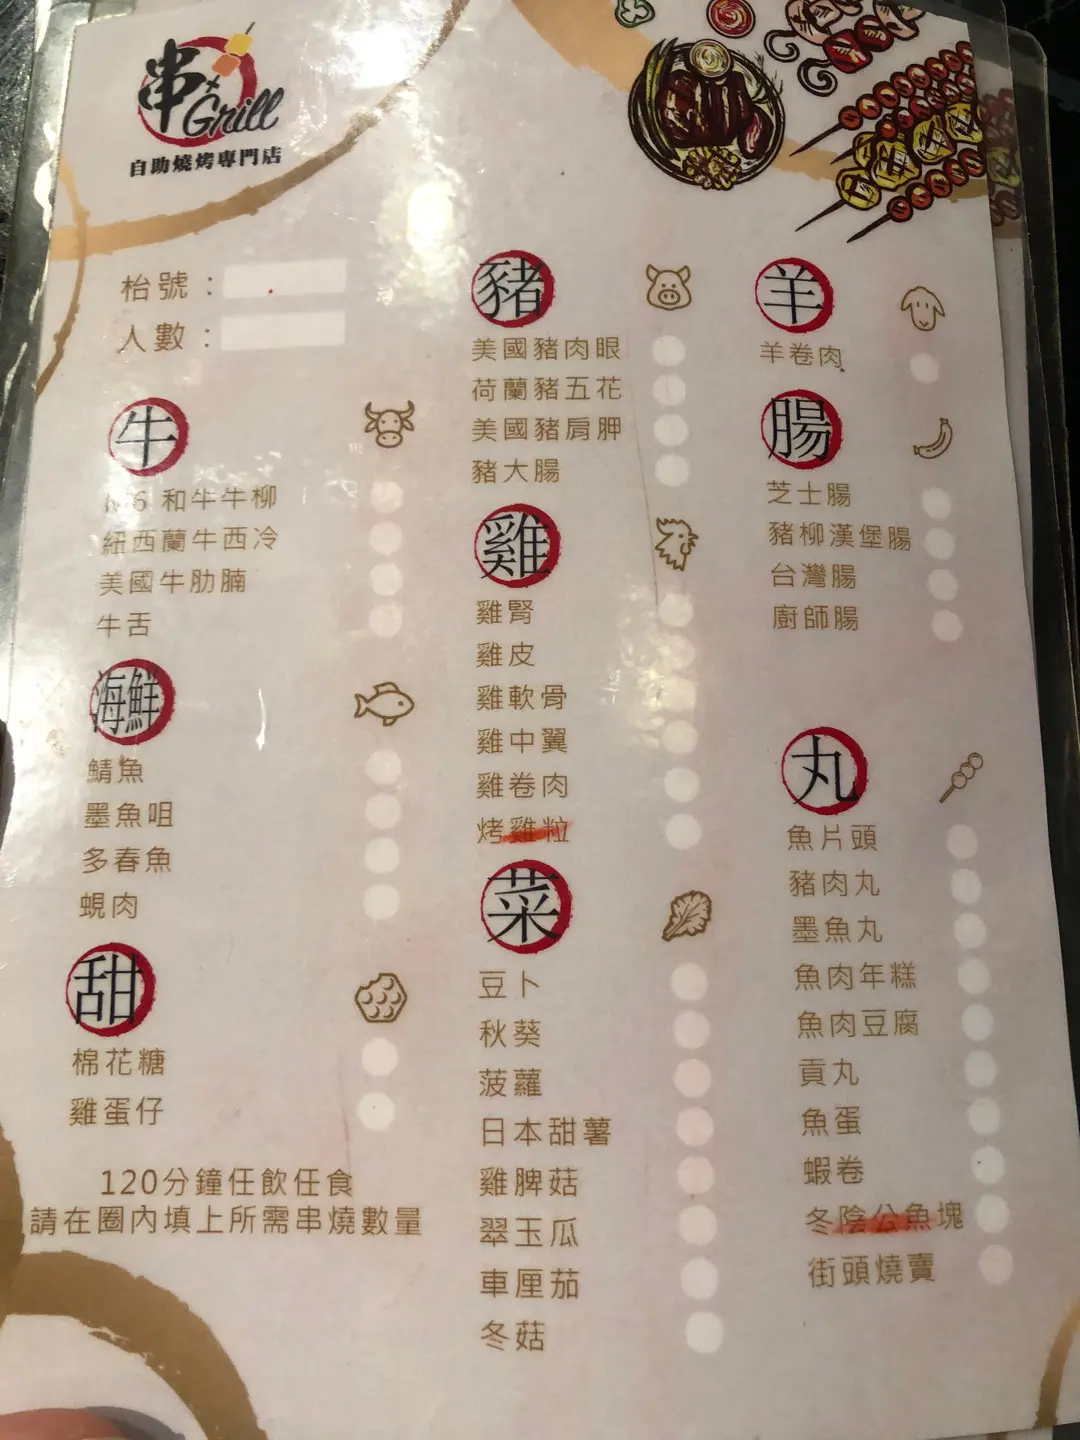 串
Grill
自助燒烤專門店
枱號：
人數：
牛
M6 和牛牛柳
紐西蘭牛西冷
美國牛肋腩
牛舌
海鮮
鯖魚
墨魚咀
多春魚
蜆肉
甜
棉花糖
雞蛋仔
120分鐘任飲任食
請在圈內填上所需串燒數量
豬
美國豬肉眼
荷蘭豬五花
美國豬肩胛
豬大腸
雞
雞腎
雞皮
雞軟骨
雞中翼
雞卷肉
烤雞粒
菜
豆卜
秋葵
菠蘿
日本甜薯
雞脾菇
翠玉瓜
車厘茄
冬菇
羊
羊卷肉
腸
芝士腸
豬柳漢堡腸
台灣腸
廚師腸
丸
魚片頭
豬肉丸
墨魚丸
魚肉年糕
魚肉豆腐
貢丸
魚蛋
蝦卷
冬陰公魚塊
街頭燒賣